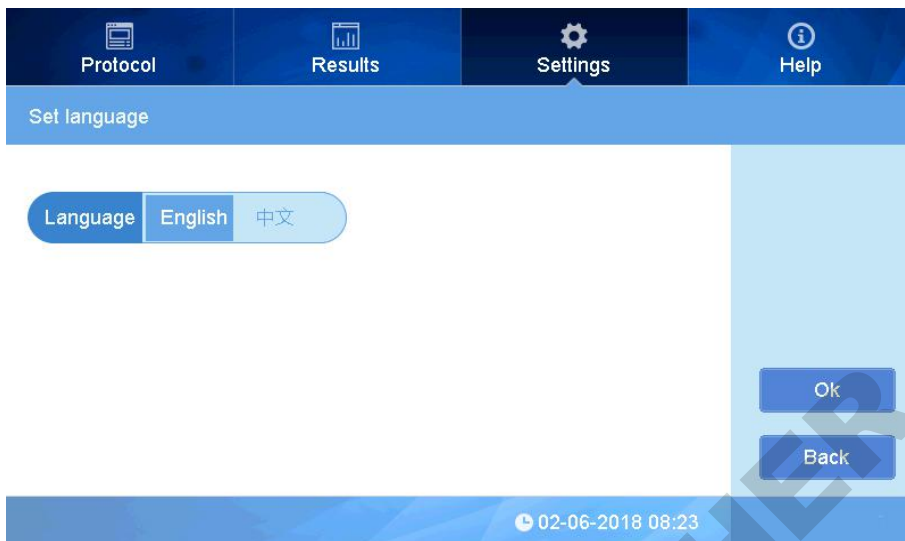 Protocol Results Settings Help
Set language
Language English 中文
Ok
Back
02-06-2018 08:23